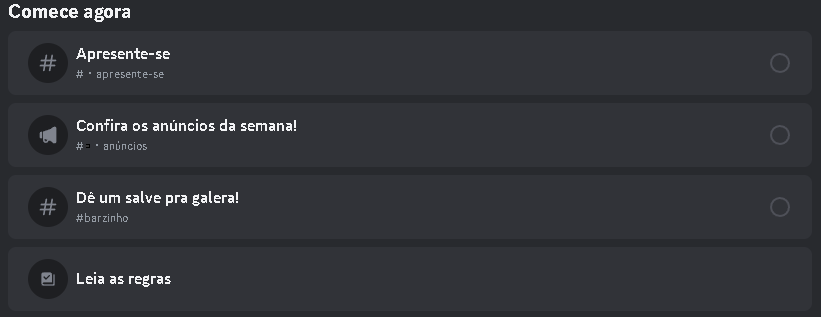 Comece agora
Apresente-se
# • apresente-se
Confira os anúncios da semana!
# • anúncios
Dê um salve pra galera!
#barzinho
Leia as regras